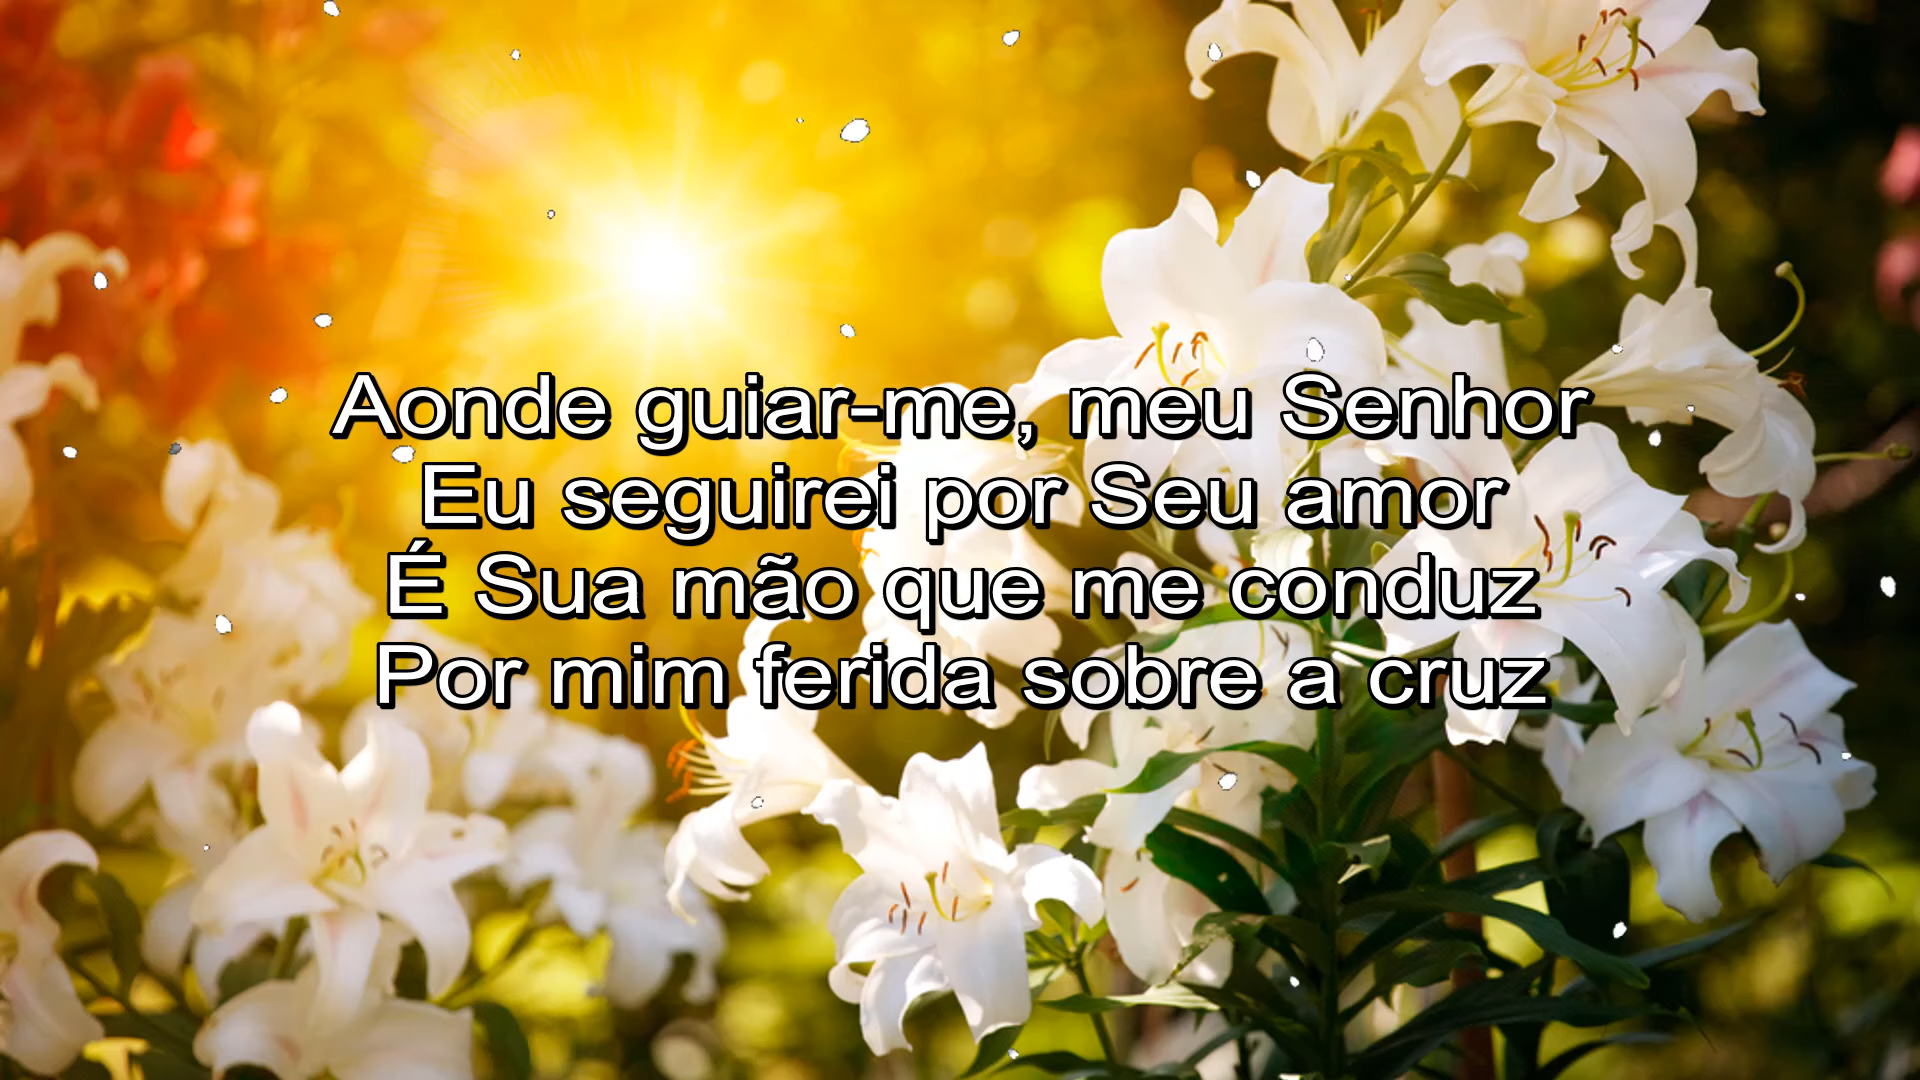 Aonde guiar-me, meu Senhor
Eu seguirei por Seu amor
É Sua mão que me conduz
Por mim ferida sobre a cruz